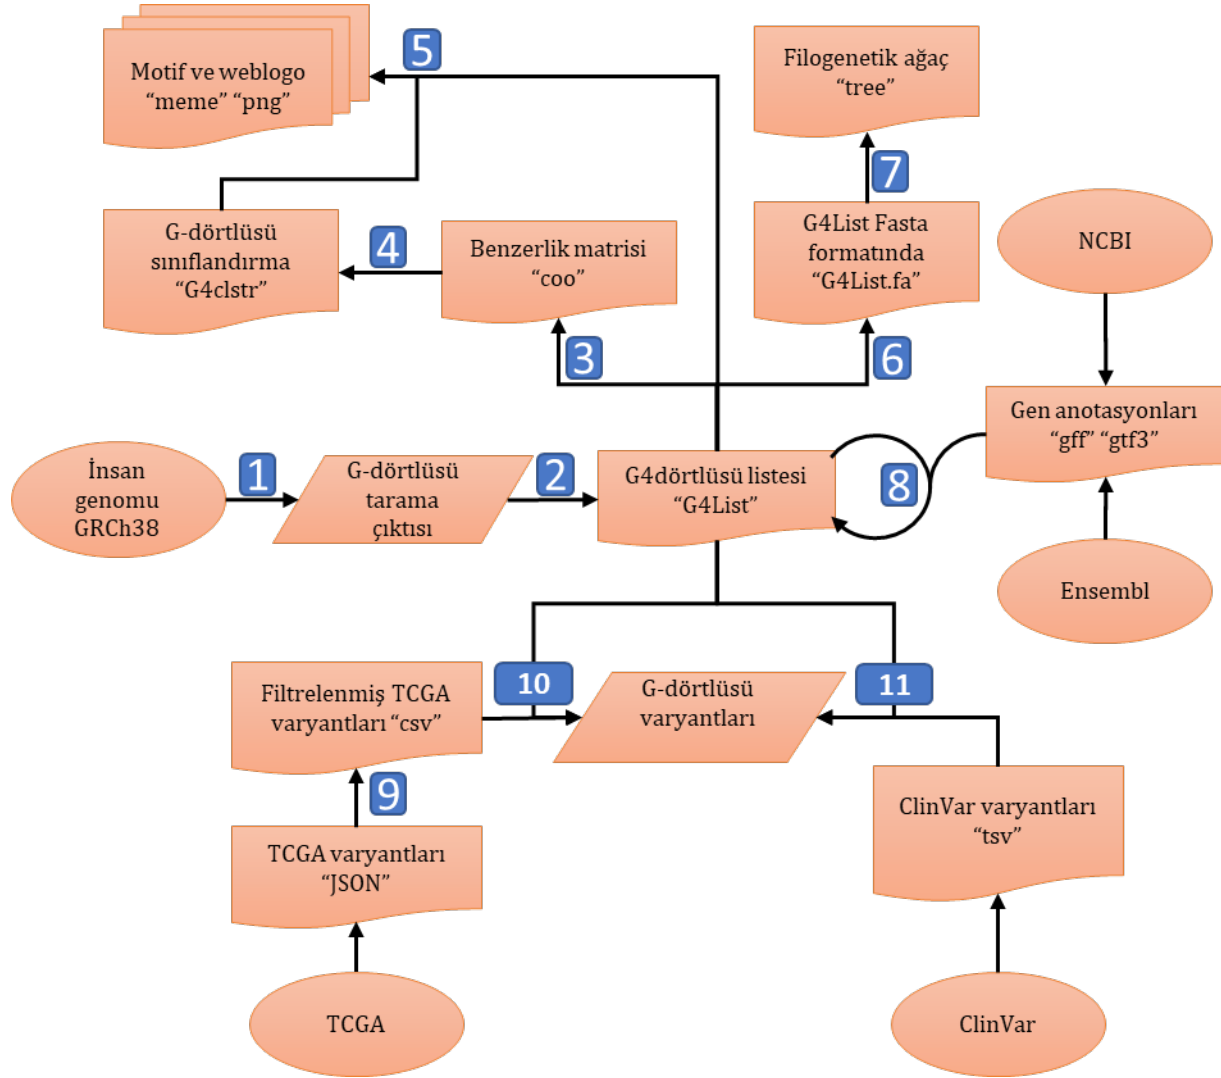 5
Motif ve weblogo
“meme” “png”
Filogenetik ağaç
“tree”
7
G-dörtlüsü
sınıflandırma
“G4clstr”
4
Benzerlik matrisi
“coo”
G4List Fasta
formatında
“G4List.fa”
NCBI
3
6
Gen anotasyonları
“gff” “gtf3”
İnsan
genomu
GRCh38
1
G-dörtlüsü
tarama
çıktısı
2
G4dörtlüsü listesi
“G4List”
8
Ensembl
Filtrelenmiş TCGA
varyantları “csv”
10
G-dörtlüsü
varyantları
11
9
TCGA varyantları
“JSON”
ClinVar varyantları
“tsv”
TCGA
ClinVar